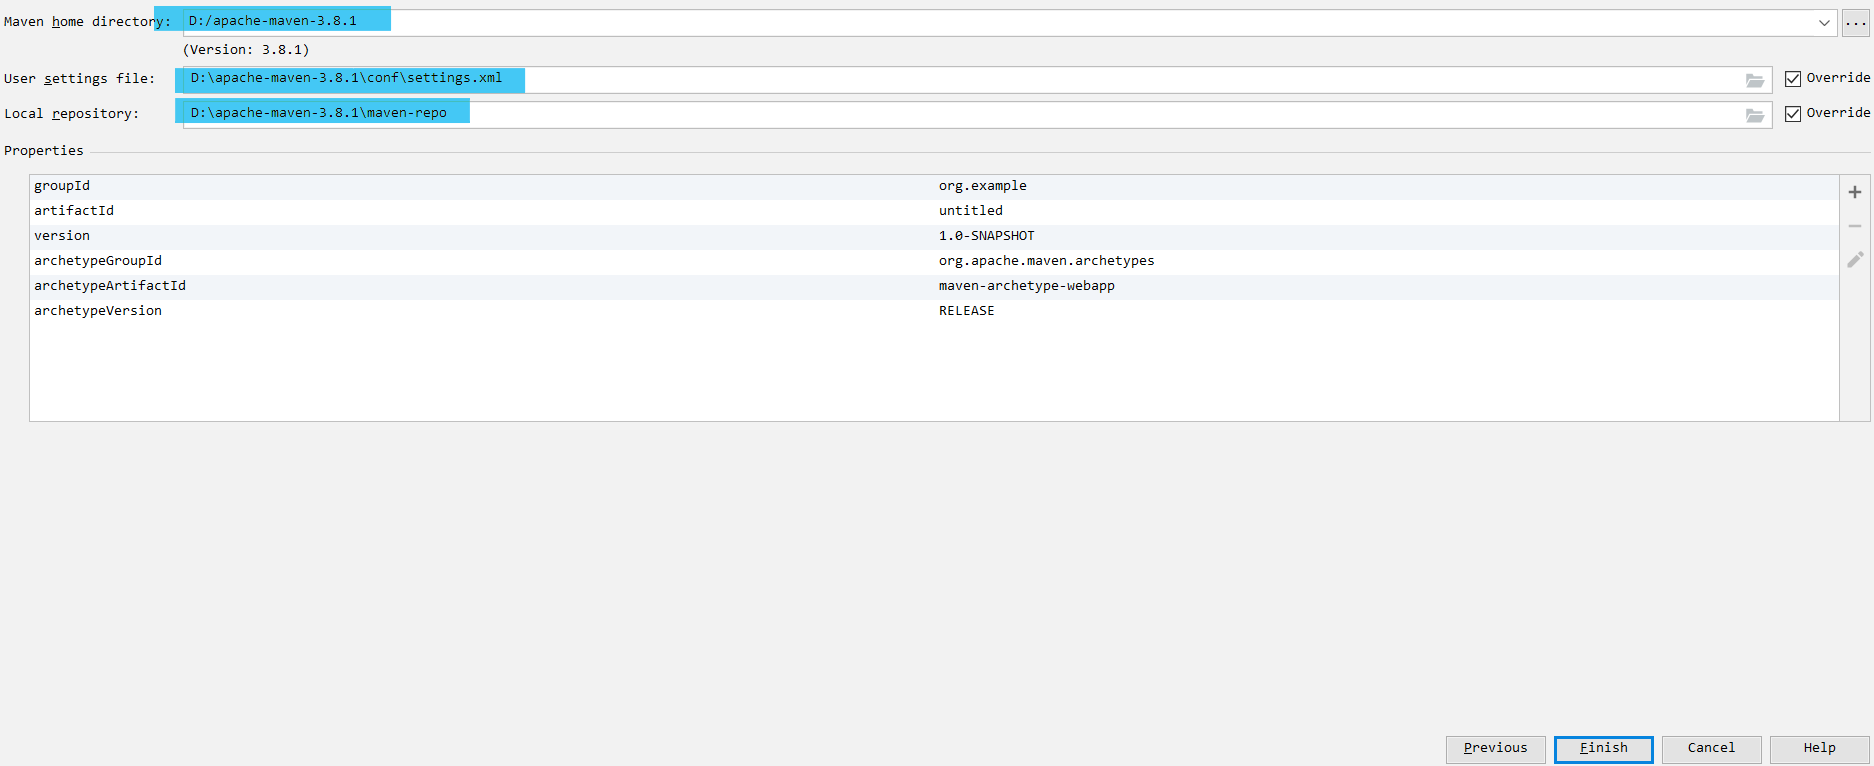 Maven home directory: D:/apache-maven-3.8.1 ...
(Version: 3.8.1)
User settings file: D:\apache-maven-3.8.1\conf\settings.xml Override
Local repository: D:\apache-maven-3.8.1\maven-repo Override
Properties
groupId org.example
artifactId untitled
version 1.0-SNAPSHOT
archetypeGroupId org.apache.maven.archetypes
archetypeArtifactId maven-archetype-webapp
archetypeVersion RELEASE
Previous Finish Cancel Help